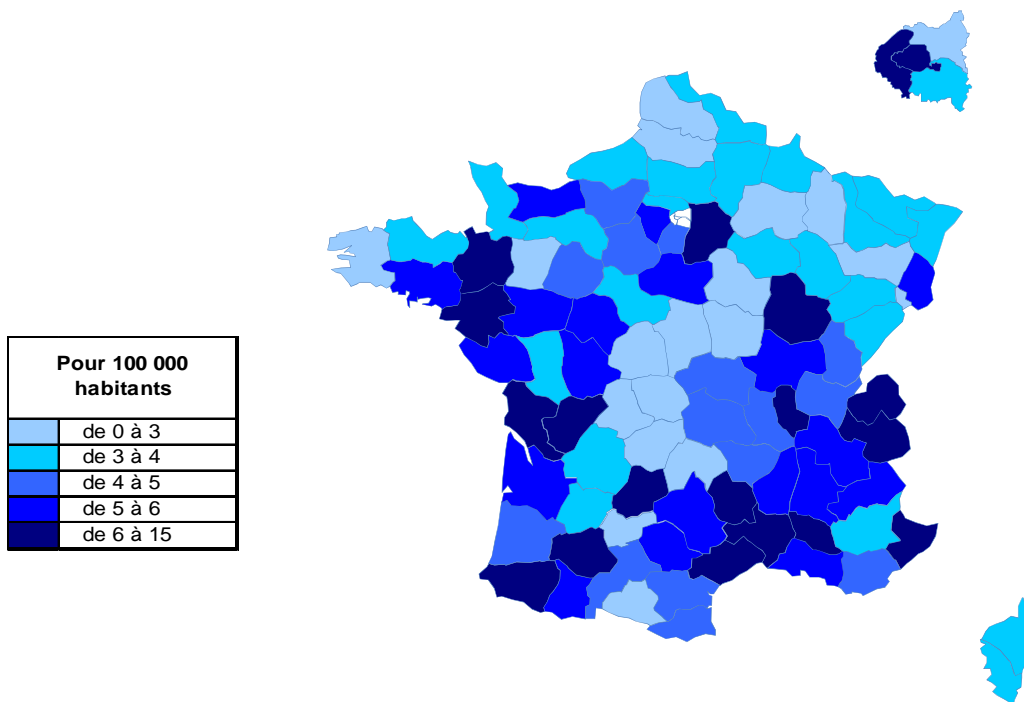 Pour 100 000
habitants
de 0 à 3
de 3 à 4
de 4 à 5
de 5 à 6
de 6 à 15